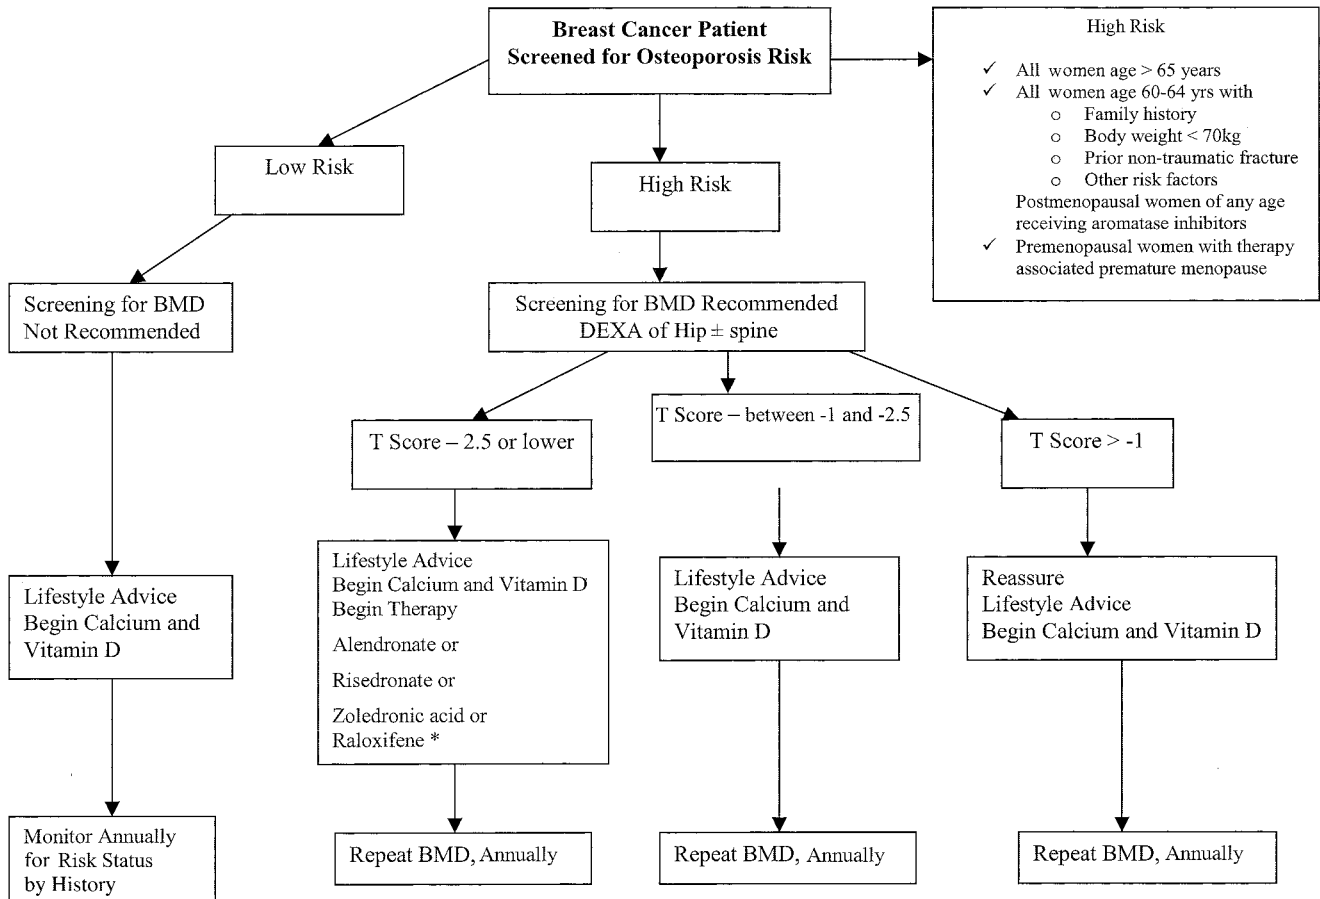 Breast Cancer Patient
Screened for Osteoporosis Risk
High Risk
✓ All women age > 65 years
✓ All women age 60-64 yrs with
o Family history
o Body weight < 70kg
o Prior non-traumatic fracture
o Other risk factors
Postmenopausal women of any age
receiving aromatase inhibitors
✓ Premenopausal women with therapy
associated premature menopause
Low Risk
High Risk
Screening for BMD
Not Recommended
Screening for BMD Recommended
DEXA of Hip ± spine
T Score – 2.5 or lower
T Score – between -1 and -2.5
T Score > -1
Lifestyle Advice
Begin Calcium and
Vitamin D
Lifestyle Advice
Begin Calcium and Vitamin D
Begin Therapy
Alendronate or
Risedronate or
Zoledronic acid or
Raloxifene *
Lifestyle Advice
Begin Calcium and
Vitamin D
Reassure
Lifestyle Advice
Begin Calcium and Vitamin D
Monitor Annually
for Risk Status
by History
Repeat BMD, Annually
Repeat BMD, Annually
Repeat BMD, Annually